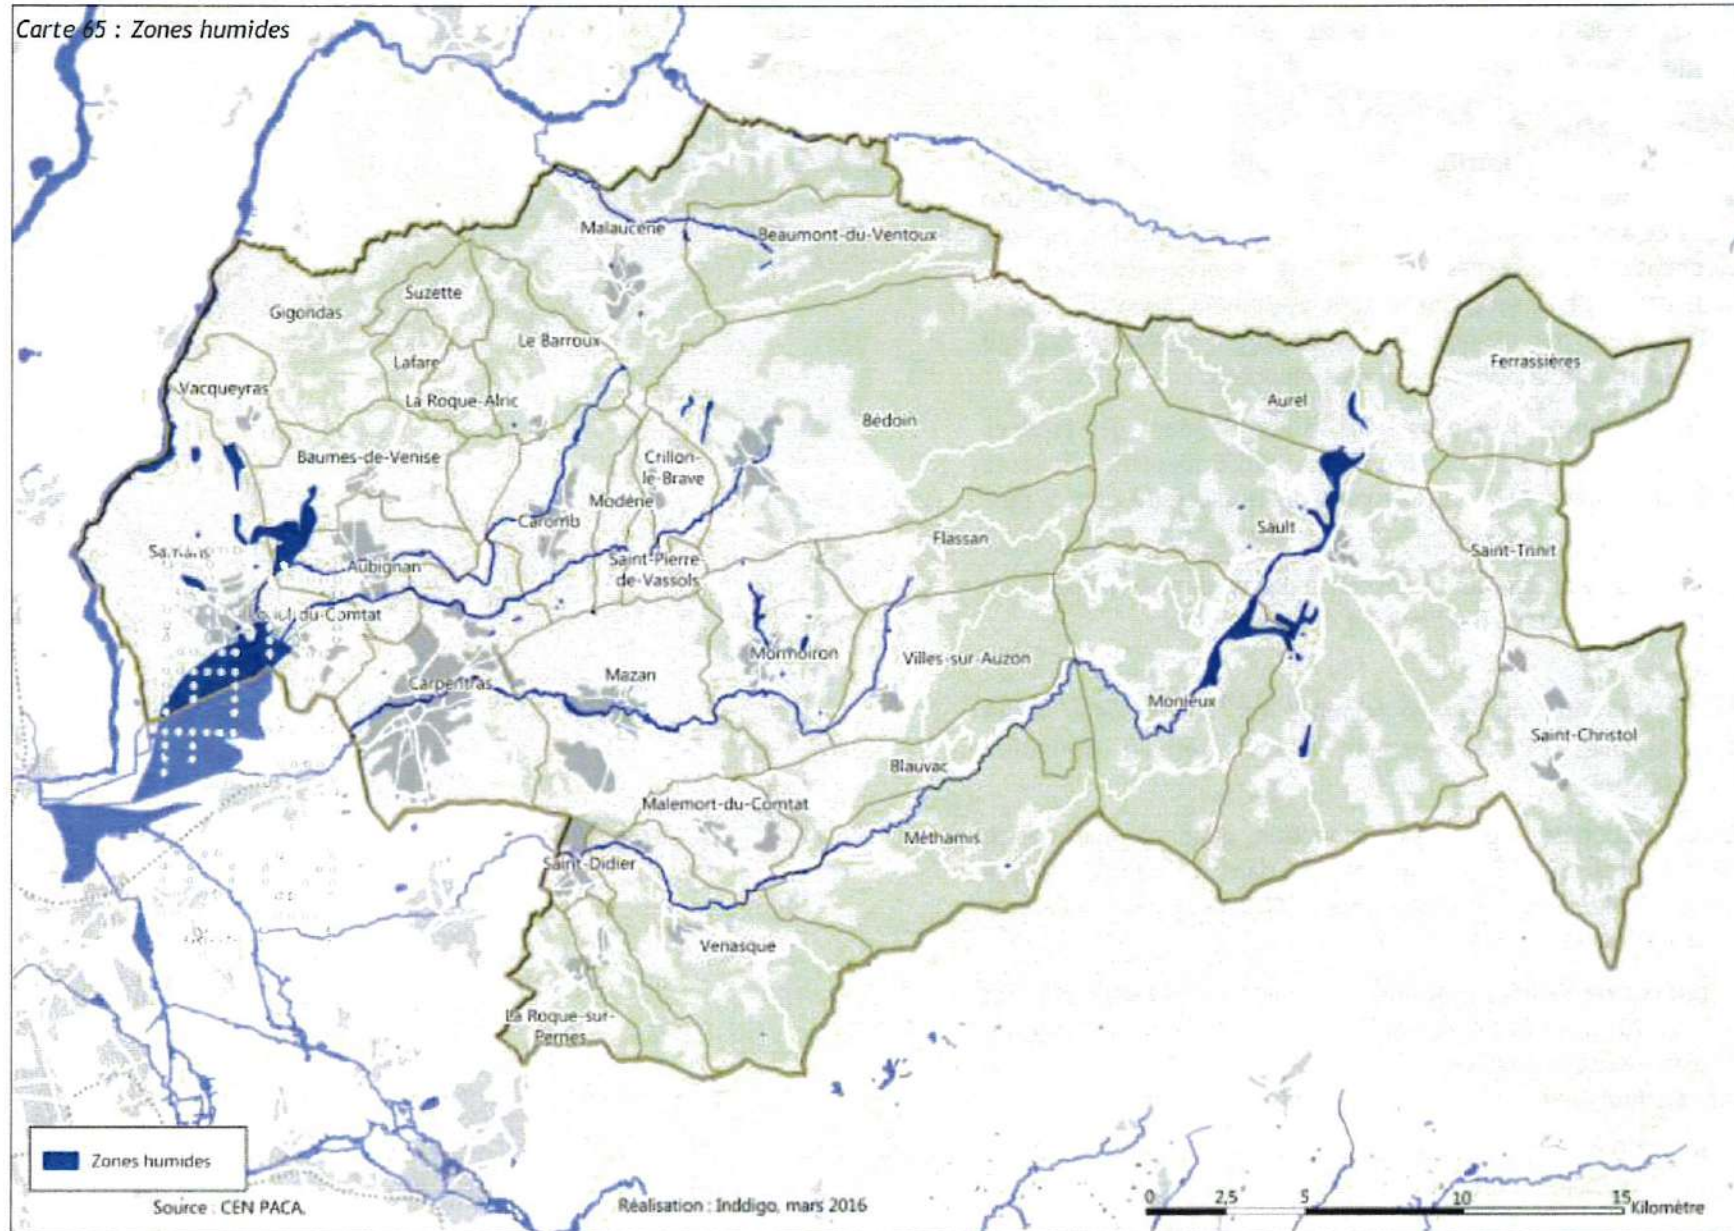 Carte 65 : Zones humides
Malaucène
Beaumont-du-Ventoux
Suzette
Gigondas
Le Barroux
Ferrassières
Lafare
Vacqueyras
La Roque-Alric
Aurel
Bédoin
Baumes-de-Venise
Crillon-
le-Brave
Modène
Caromb
Sault
Flassan
Saint-Trinit
Aubignan
Saint-Pierre-
de-Vassols
du-Comtat
Mormoiron
Villes-sur-Auzon
Mazan
Carpentras
Monieux
Saint-Christol
Blauvac
Malemort-du-Comtat
Méthamis
Saint-Didier
Venasque
La Roque-sur-
Pernes
Zones humides
Source : CEN PACA.
Réalisation : Inddigo, mars 2016
0 2,5 5 10 15
Kilomètre